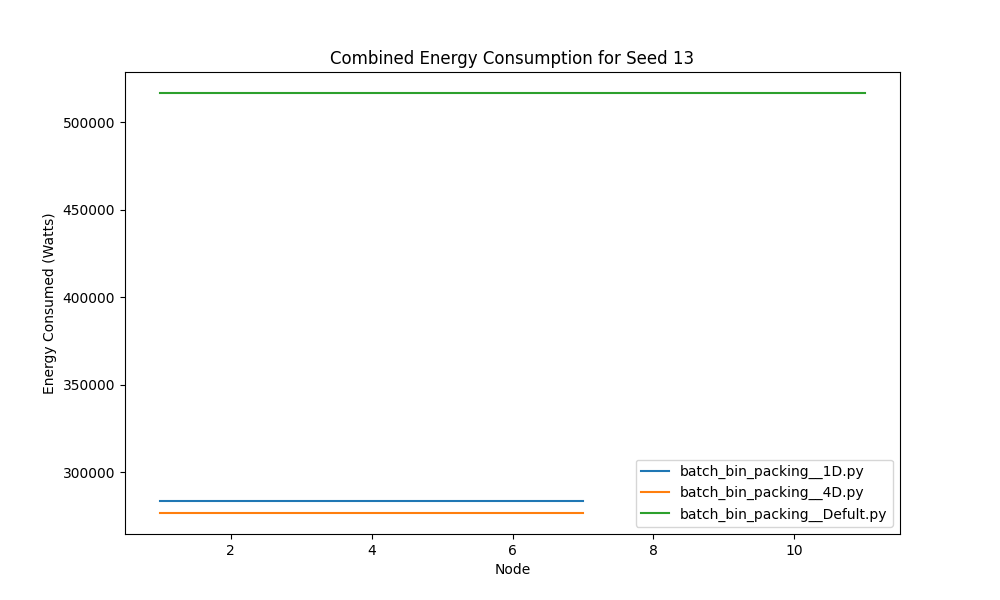 Combined Energy Consumption for Seed 13
Energy Consumed (Watts)
500000
450000
400000
350000
300000
batch_bin_packing__1D.py
batch_bin_packing__4D.py
batch_bin_packing__Defult.py
2 4 6 8 10
Node